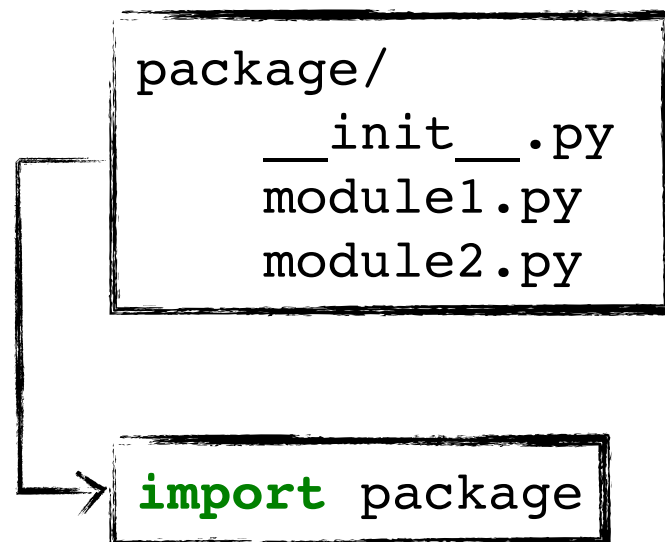 package/
    __init__.py
    module1.py
    module2.py
import package